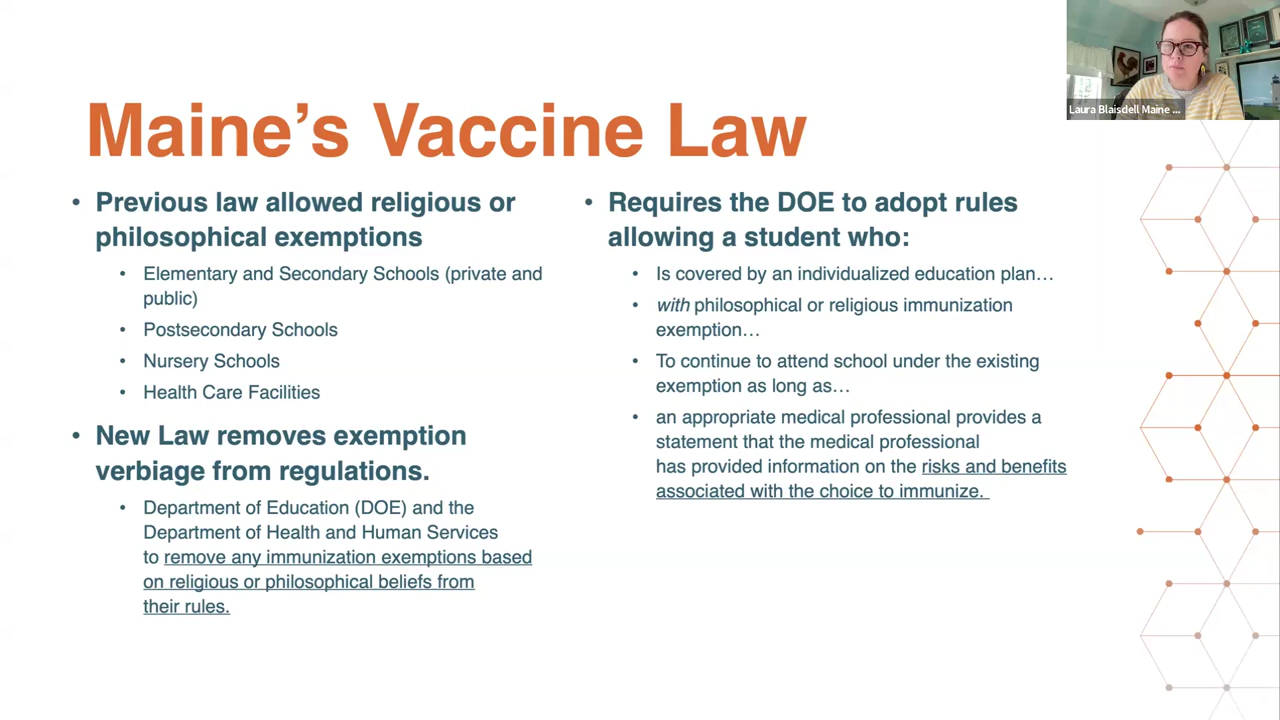 Maine’s Vaccine Law
• Previous law allowed religious or
philosophical exemptions
• Elementary and Secondary Schools (private and
public)
• Postsecondary Schools
• Nursery Schools
• Health Care Facilities
• New Law removes exemption
verbiage from regulations.
• Department of Education (DOE) and the
Department of Health and Human Services
to remove any immunization exemptions based
on religious or philosophical beliefs from
their rules.
• Requires the DOE to adopt rules
allowing a student who:
• Is covered by an individualized education plan…
• with philosophical or religious immunization
exemption…
• To continue to attend school under the existing
exemption as long as…
• an appropriate medical professional provides a
statement that the medical professional
has provided information on the risks and benefits
associated with the choice to immunize.
Laura Blaisdell Maine ...